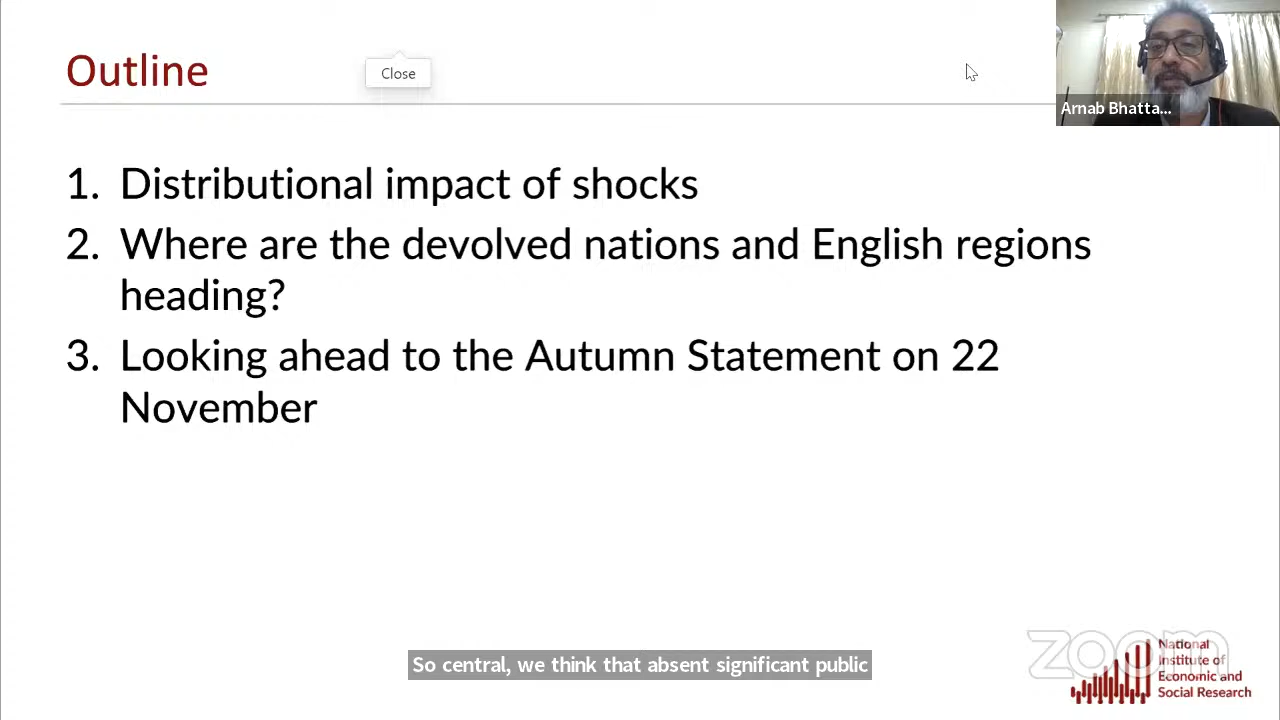 Outline
Close
Arnab Bhatta...
1. Distributional impact of shocks
2. Where are the devolved nations and English regions
heading?
3. Looking ahead to the Autumn Statement on 22
November
So central, we think that absent significant public
zoom
National
Institute of
Economic and
Social Research